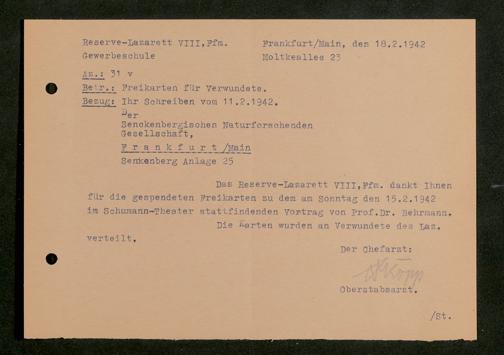 Reserve-Lazarett VIII,Ffm. Frankfurt/Main, den 18.2.1942
Gewerbeschule Moltkeallee 23
Az.: 31 v
Betr.: Freikarten für Verwundete.
Bezug: Ihr Schreiben vom 11.2.1942.
Der
Senckenbergischen Naturforschenden
Gesellschaft,
Frankfurt/Main
Senkenberg Anlage 25
Das Reserve-Lazarett VIII,Ffm. dankt Ihnen
für die gespendeten Freikarten zu dem am Sonntag den 15.2.1942
im Schumann-Theater stattfindenden Vortrag von Prof.Dr. Behrmann.
Die Karten wurden an Verwundete des Laz.
verteilt.
Der Chefarzt:
Oberstabsarzt.
/St.